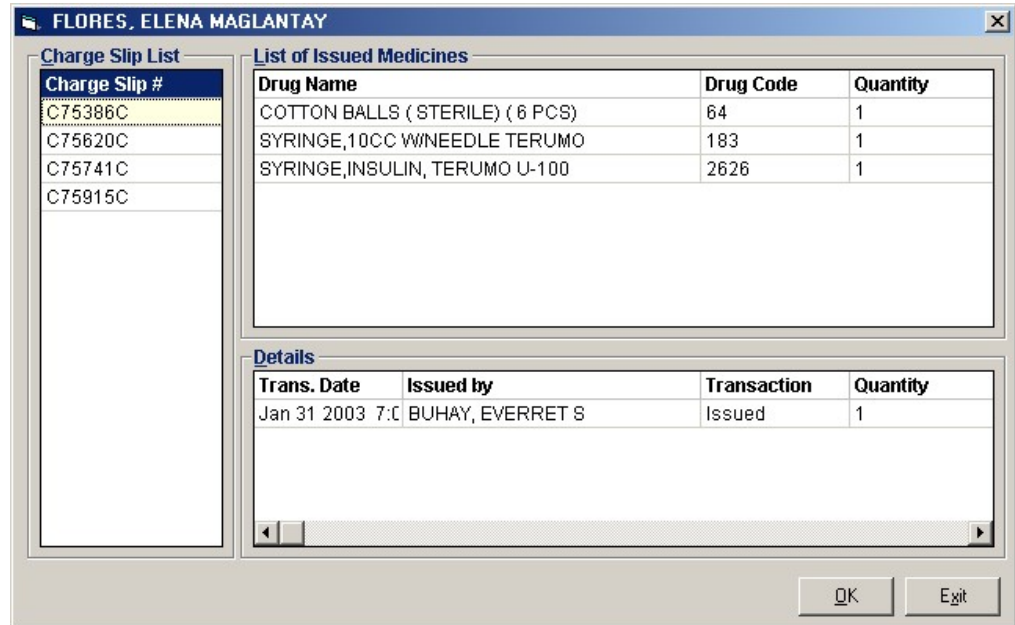 FLORES, ELENA MAGLANTAY
Charge Slip List
Charge Slip #
C75386C
C75620C
C75741C
C75915C
List of Issued Medicines
Drug Name Drug Code Quantity
COTTON BALLS ( STERILE) ( 6 PCS) 64 1
SYRINGE,10CC W/NEEDLE TERUMO 183 1
SYRINGE,INSULIN, TERUMO U-100 2626 1
Details
Trans. Date Issued by Transaction Quantity
Jan 31 2003 BUHAY, EVERRET S Issued 1
OK Exit